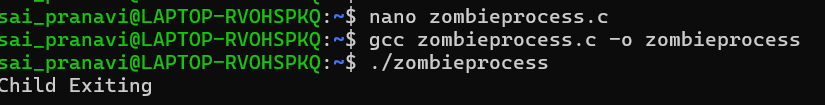 sai_pranavi@LAPTOP-RVOHSPKQ:~$ nano zombieprocess.c
sai_pranavi@LAPTOP-RVOHSPKQ:~$ gcc zombieprocess.c -o zombieprocess
sai_pranavi@LAPTOP-RVOHSPKQ:~$ ./zombieprocess
Child Exiting